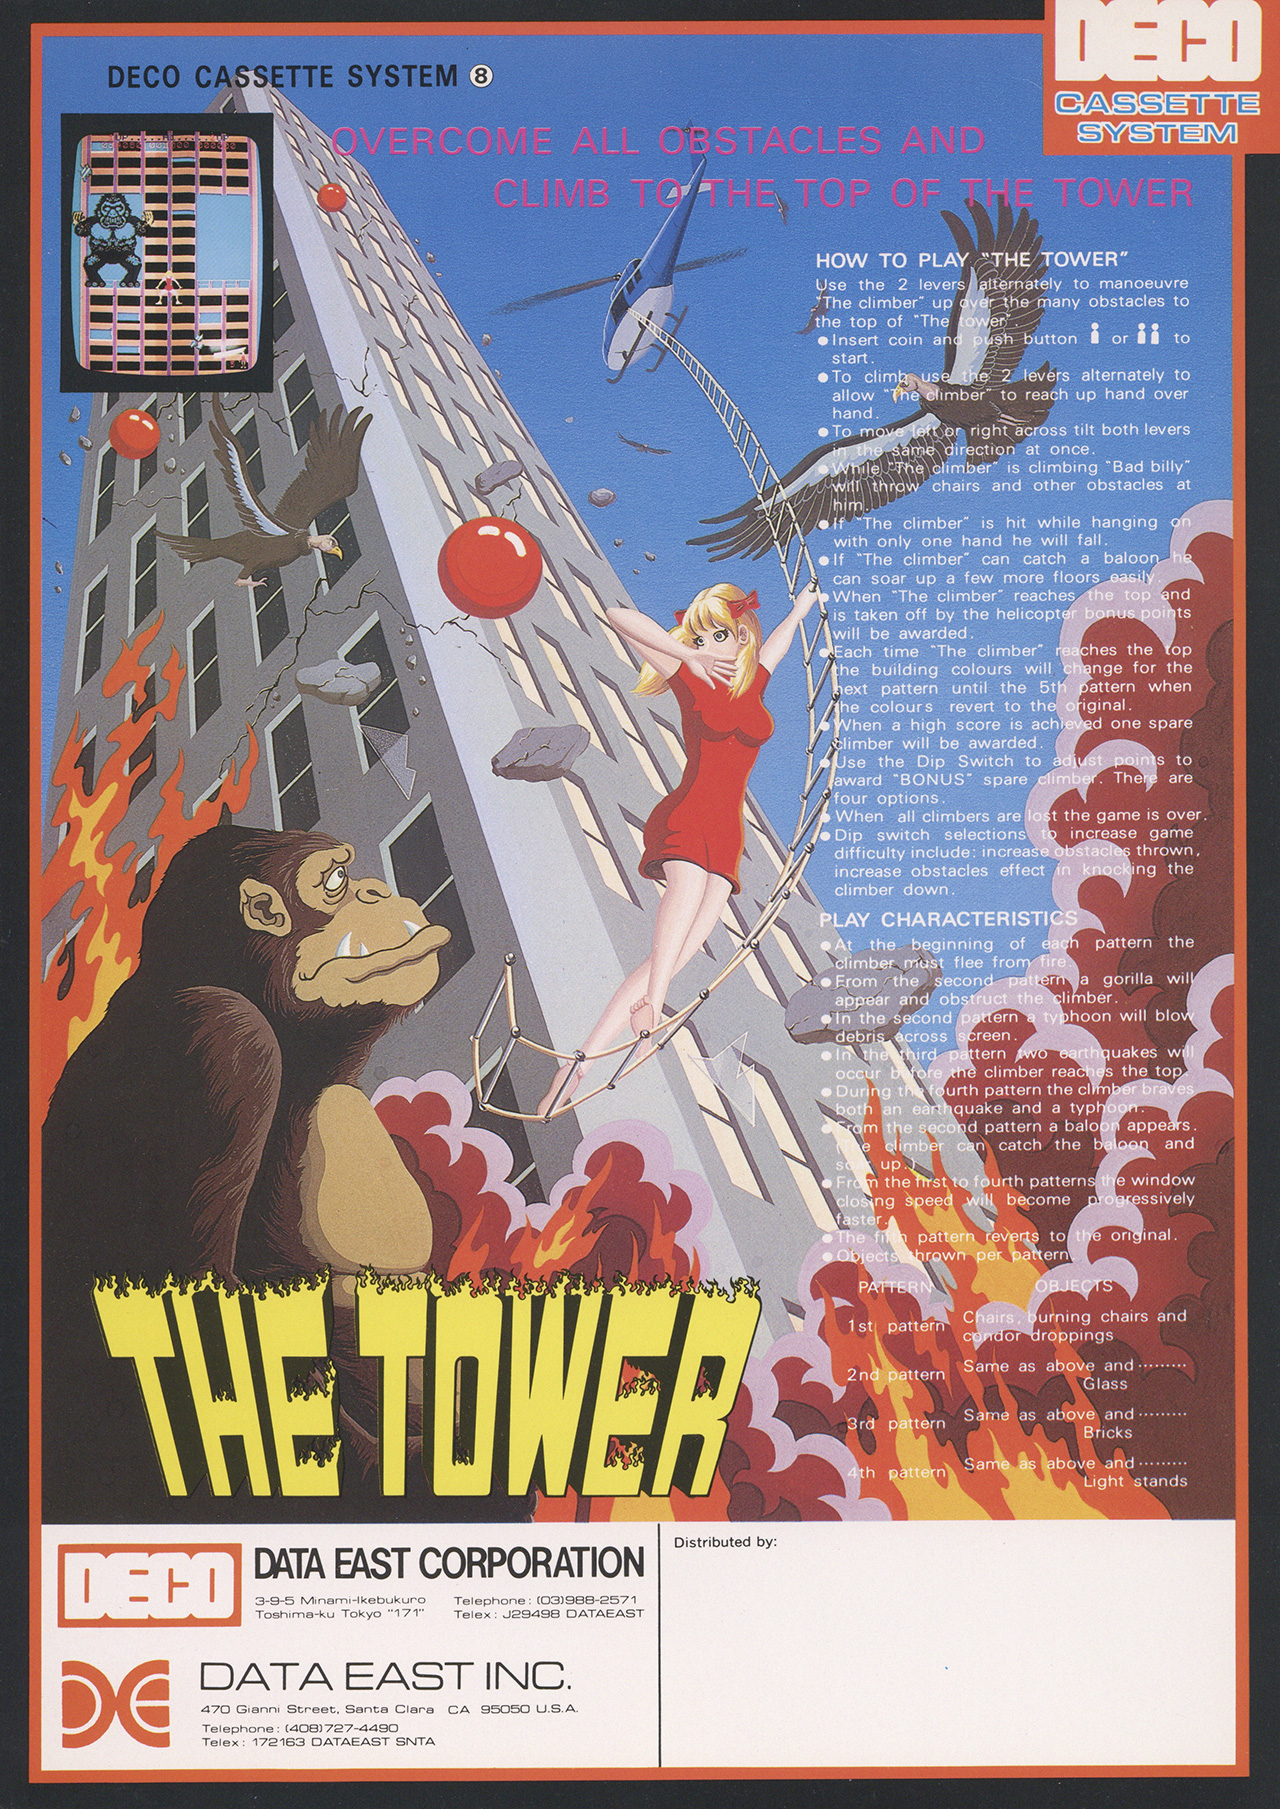 DECO
CASSETTE
SYSTEM
DECO CASSETTE SYSTEM 8
OVERCOME ALL OBSTACLES AND
CLIMB TO THE TOP OF THE TOWER
HOW TO PLAY "THE TOWER"
Use the 2 levers alternately to manoeuvre
"The climber" up over the many obstacles to
the top of "The tower".
●Insert coin and push button or to
start.
●To climb use the 2 levers alternately to
allow "The climber" to reach up hand over
hand.
●To move left or right across tilt both levers
in the same direction at once.
●While "The climber" is climbing "Bad billy"
will throw chairs and other obstacles at
him.
●If "The climber" is hit while hanging on
with only one hand he will fall.
●If "The climber" can catch a baloon he
can soar up a few more floors easily.
●When "The climber" reaches the top and
is taken off by the helicopter bonus points
will be awarded.
●Each time "The climber" reaches the top
the building colours will change for the
next pattern until the 5th pattern when
the colours revert to the original.
●When a high score is achieved one spare
climber will be awarded.
●Use the Dip Switch to adjust points to
award "BONUS" spare climber. There are
four options.
●When all climbers are lost the game is over.
●Dip switch selections to increase game
difficulty include: increase obstacles thrown,
increase obstacles effect in knocking the
climber down.
PLAY CHARACTERISTICS
●At the beginning of each pattern the
climber must flee from fire.
●From the second pattern a gorilla will
appear and obstruct the climber.
●In the second pattern a typhoon will blow
debris across screen.
●In the third pattern two earthquakes will
occur before the climber reaches the top.
●During the fourth pattern the climber braves
both an earthquake and a typhoon.
●From the second pattern a baloon appears.
(The climber can catch the baloon and
soar up.)
●From the first to fourth patterns the window
closing speed will become progressively
faster.
●The fifth pattern reverts to the original.
●Objects thrown per pattern.
PATTERN OBJECTS
1st pattern Chairs, burning chairs and
condor droppings
2nd pattern Same as above and ·········
Glass
3rd pattern Same as above and ·········
Bricks
4th pattern Same as above and ·········
Light stands
THE TOWER
DECO DATA EAST CORPORATION
3-9-5 Minami-Ikebukuro Telephone: (03)988-2571
Toshima-ku Tokyo "171" Telex: J29498 DATAEAST
DATA EAST INC.
470 Gianni Street, Santa Clara CA 95050 U.S.A.
Telephone: (408)727-4490
Telex: 172163 DATAEAST SNTA
Distributed by: